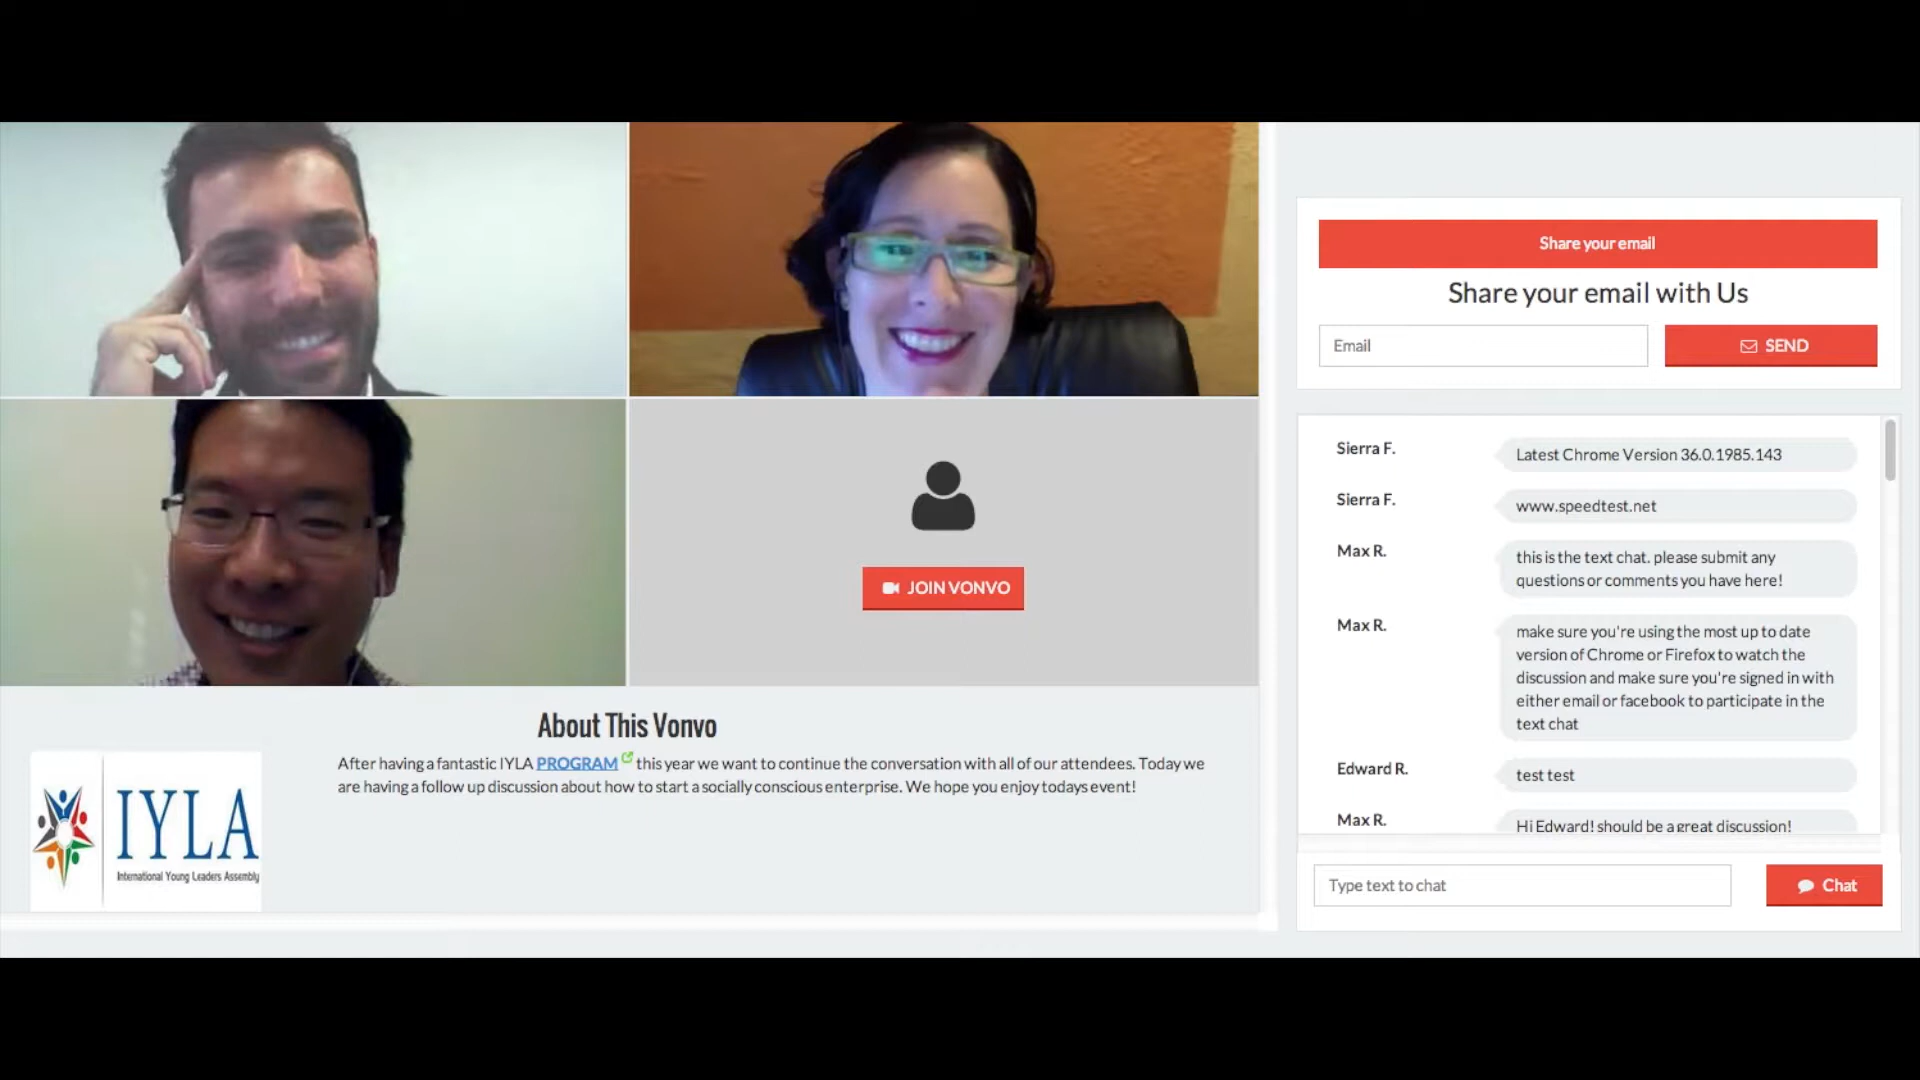 Share your email
Share your email with Us
Email
SEND
JOIN VONVO
Sierra F.
Latest Chrome Version 36.0.1985.143
Sierra F.
www.speedtest.net
Max R.
this is the text chat. please submit any
questions or comments you have here!
Max R.
make sure you're using the most up to date
version of Chrome or Firefox to watch the
discussion and make sure you're signed in with
either email or facebook to participate in the
text chat
Edward R.
test test
Max R.
Hi Edward! should be a great discussion!
Type text to chat
Chat
About This Vonvo
After having a fantastic IYLA PROGRAM this year we want to continue the conversation with all of our attendees. Today we
are having a follow up discussion about how to start a socially conscious enterprise. We hope you enjoy todays event!
IYLA
International Young Leaders Assembly